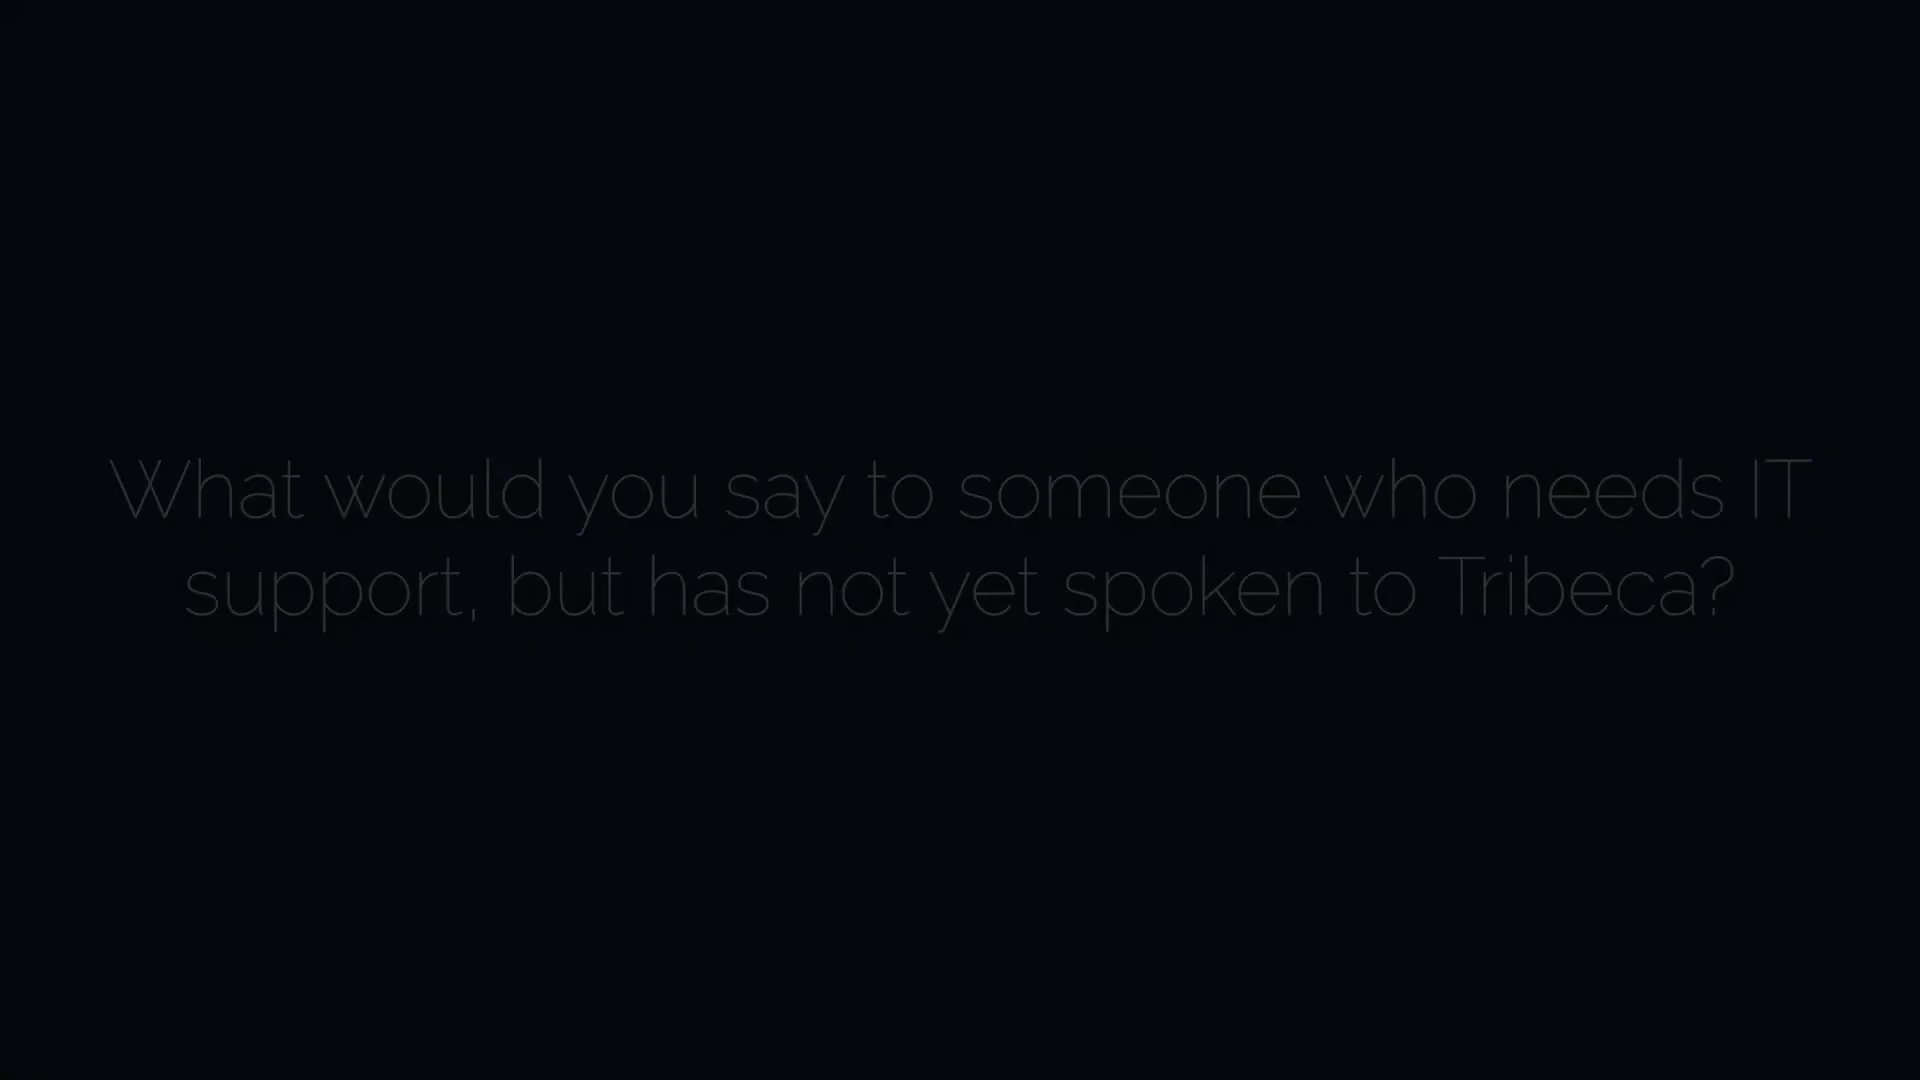 What would you say to someone who needs IT
support, but has not yet spoken to Tribeca?